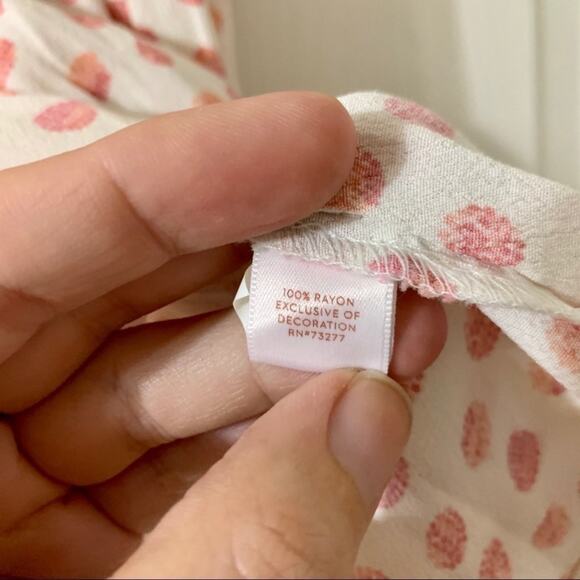 100% RAYON
EXCLUSIVE OF
DECORATION
RN#73277